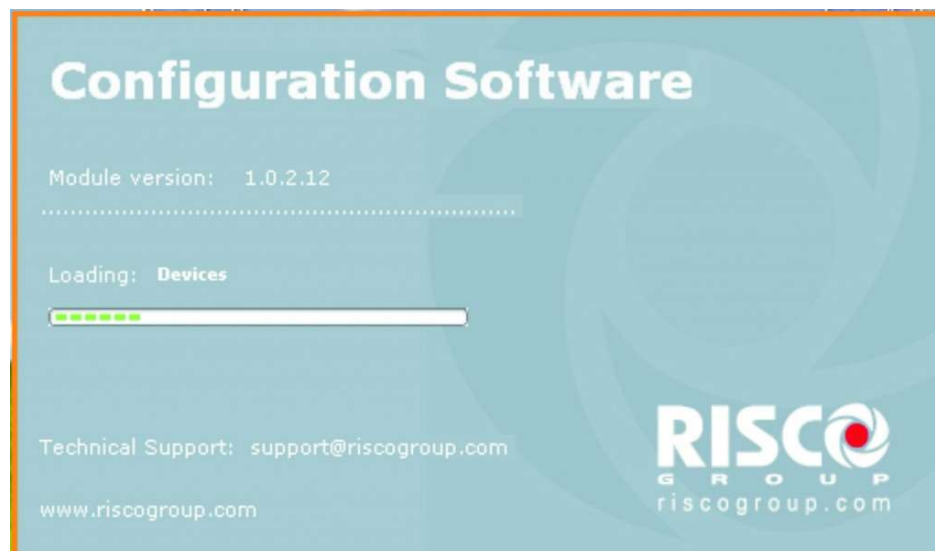 Configuration Software
Module version: 1.0.2.12
Loading: Devices
Technical Support: support@riscogroup.com
www.riscogroup.com
RISCO
GROUP
riscogroup.com